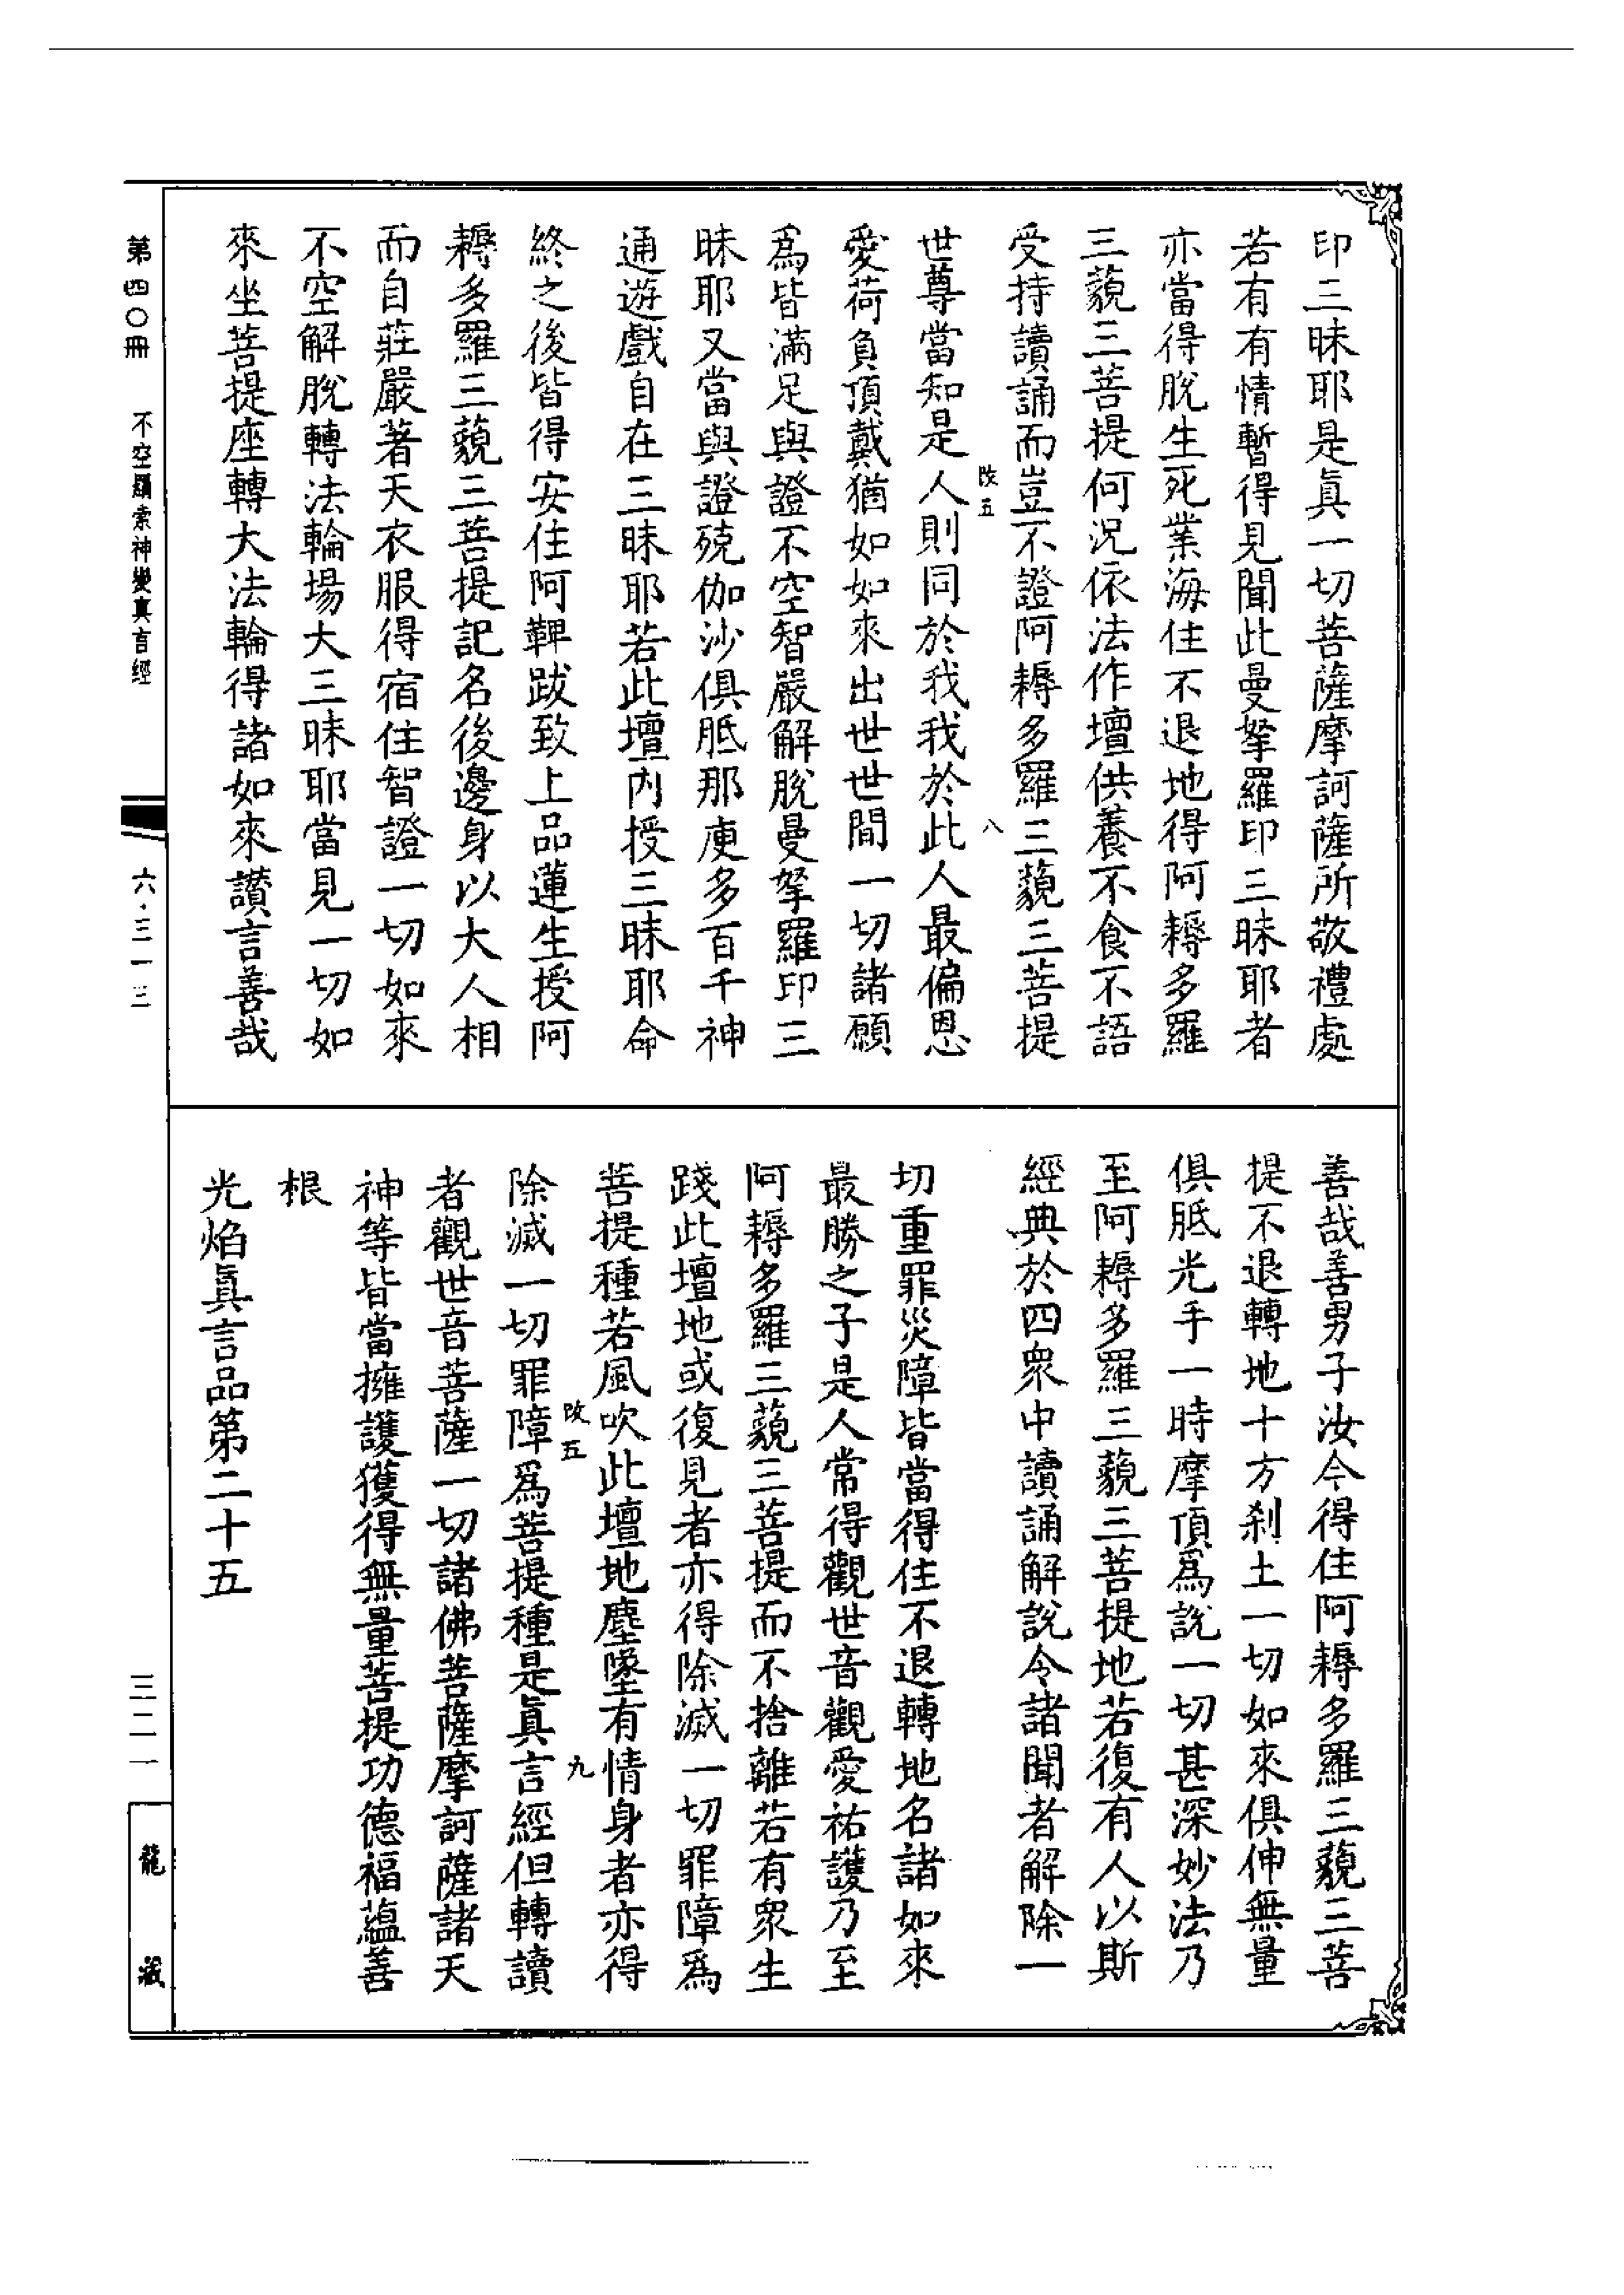 印三昧耶是真一切菩薩摩訶薩所敬禮處
若有有情暫得見聞此曼拏羅印三昧耶者
亦當得脫生死業海住不退地得阿耨多羅
三藐三菩提何況依法作壇供養不食不語
受持讀誦而豈不證阿耨多羅三藐三菩提
改五 八
世尊當知是人則同於我我於此人最偏恩
愛荷負頂戴猶如如來出世世間一切諸願
為皆滿足與證不空智嚴解脫曼拏羅印三
昧耶又當與證殑伽沙俱胝那庾多百千神
通遊戲自在三昧耶若此壇內授三昧耶命
終之後皆得安住阿鞞跋致上品蓮生授阿
耨多羅三藐三菩提記名後邊身以大人相
而自莊嚴著天衣服得宿住智證一切如來
不空解脫轉法輪場大三昧耶當見一切如
來坐菩提座轉大法輪得諸如來讚言善哉
善哉善男子汝今得住阿耨多羅三藐三菩
提不退轉地十方剎土一切如來俱伸無量
俱胝光手一時摩頂為說一切甚深妙法乃
至阿耨多羅三藐三菩提地若復有人以斯
經典於四眾中讀誦解說令諸聞者解除一
切重罪災障皆當得住不退轉地名諸如來
最勝之子是人常得觀世音觀愛祐護乃至
阿耨多羅三藐三菩提而不捨離若有眾生
踐此壇地或復見者亦得除滅一切罪障為
菩提種若風吹此壇地塵墜有情身者亦得
改五 九
除滅一切罪障為菩提種是真言經但轉讀
者觀世音菩薩一切諸佛菩薩摩訶薩諸天
神等皆當擁護獲得無量菩提功德福蘊善
根
光焰真言品第二十五
第四〇冊 不空羂索神變真言經
六·三一三
三二一
龍藏